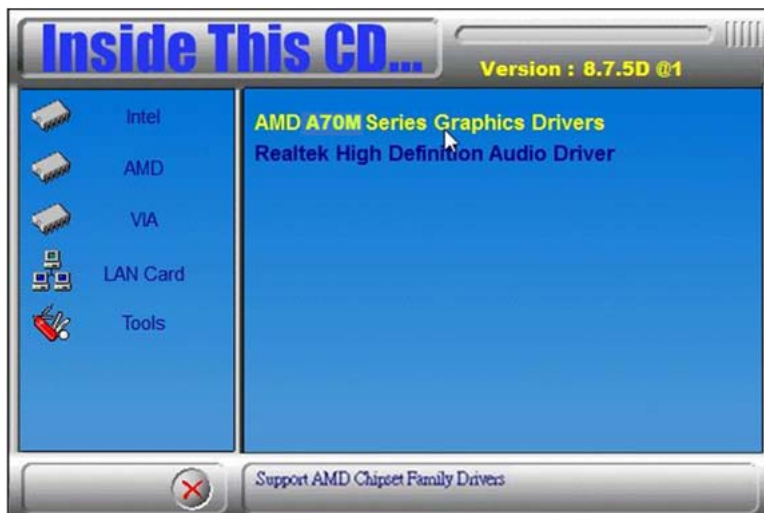 Inside This CD...
Version : 8.7.5D @1
Intel
AMD
VIA
LAN Card
Tools
AMD A70M Series Graphics Drivers
Realtek High Definition Audio Driver
Support AMD Chipset Family Drivers